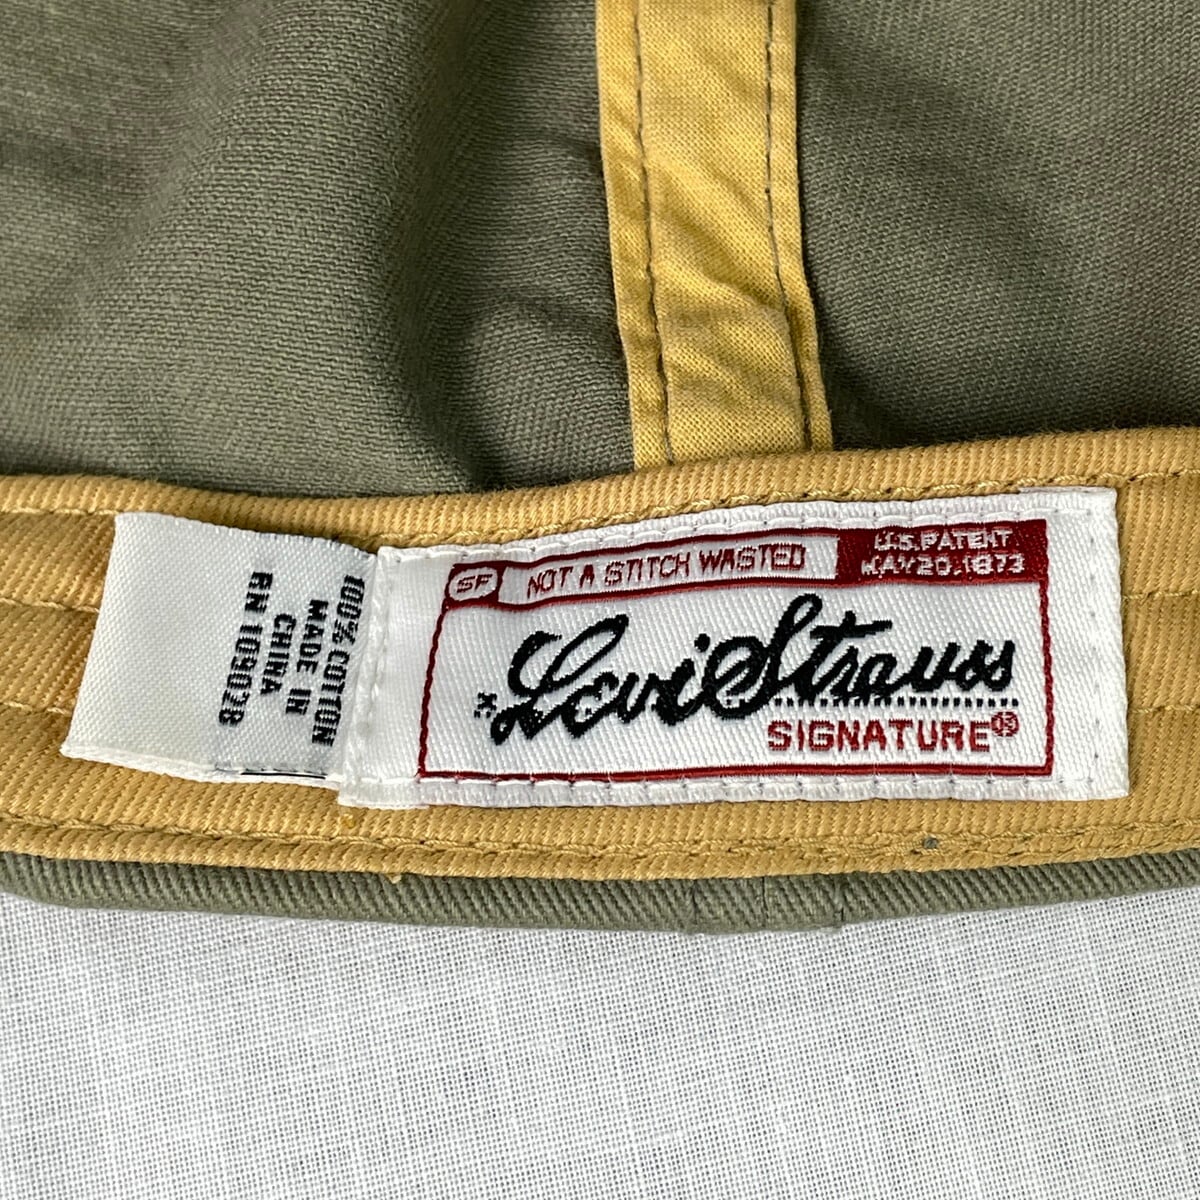 100% COTTON
MADE IN
CHINA
RN 109028
SF
NOT A STITCH WASTED
U.S. PATENT
MAY 20, 1873
Levi Strauss
SIGNATURE®